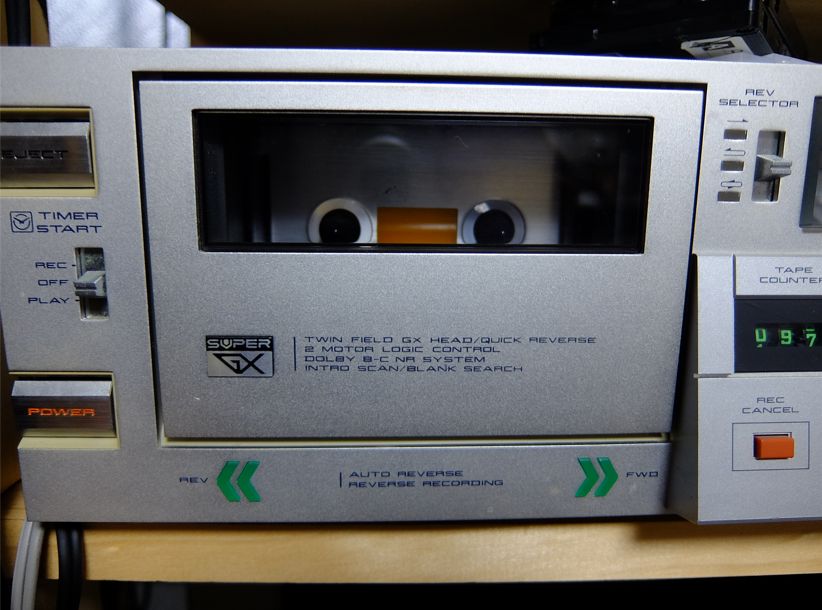 EJECT
TIMER
START
REC
OFF
PLAY
POWER
SUPER
GX
TWIN FIELD GX HEAD/QUICK REVERSE
2 MOTOR LOGIC CONTROL
DOLBY B-C NR SYSTEM
INTRO SCAN/BLANK SEARCH
REV
AUTO REVERSE
REVERSE RECORDING
FWD
REV
SELECTOR
TAPE
COUNTER
97
REC
CANCEL